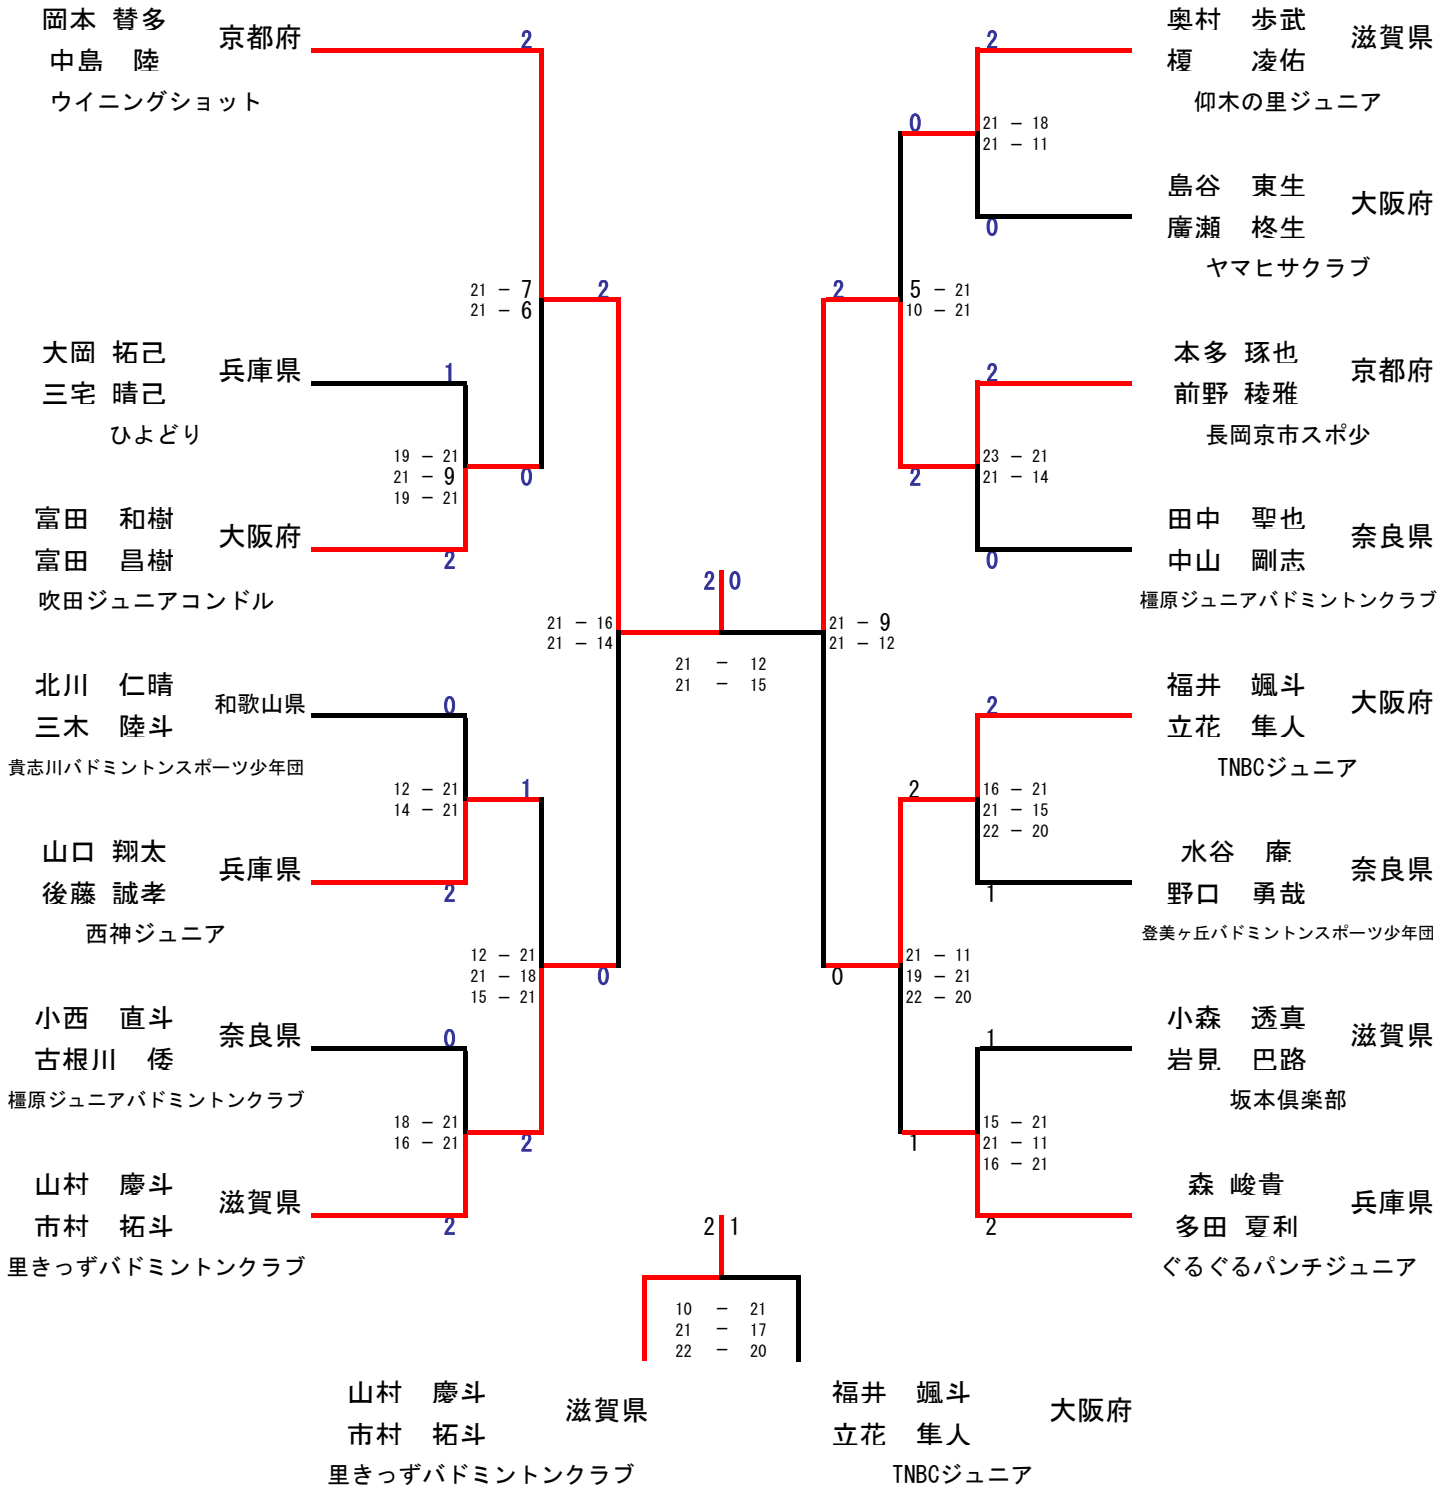 岡本 替多
中島 陸
京都府
ウイニングショット
2
21 － 7
21 － 6
2
大岡 拓己
三宅 晴己
兵庫県
ひよどり
1
19 － 21
21 － 9
19 － 21
0
富田 和樹
富田 昌樹
大阪府
吹田ジュニアコンドル
2
21 － 16
21 － 14
北川 仁晴
三木 陸斗
和歌山県
貴志川バドミントンスポーツ少年団
0
12 － 21
14 － 21
1
山口 翔太
後藤 誠孝
兵庫県
西神ジュニア
2
12 － 21
21 － 18
15 － 21
0
小西 直斗
古根川 倭
奈良県
橿原ジュニアバドミントンクラブ
0
18 － 21
16 － 21
2
山村 慶斗
市村 拓斗
滋賀県
里きっずバドミントンクラブ
2
2 0
21 － 12
21 － 15
奥村 歩武
榎 凌佑
滋賀県
仰木の里ジュニア
2
0
21 － 18
21 － 11
島谷 東生
廣瀬 柊生
大阪府
ヤマヒサクラブ
0
2
5 － 21
10 － 21
本多 琢也
前野 稜雅
京都府
長岡京市スポ少
2
23 － 21
21 － 14
2
田中 聖也
中山 剛志
奈良県
橿原ジュニアバドミントンクラブ
0
21 － 9
21 － 12
福井 颯斗
立花 隼人
大阪府
TNBCジュニア
2
2
16 － 21
21 － 15
22 － 20
水谷 庵
野口 勇哉
奈良県
登美ヶ丘バドミントンスポーツ少年団
1
0
21 － 11
19 － 21
22 － 20
小森 透真
岩見 巴路
滋賀県
坂本倶楽部
1
15 － 21
21 － 11
16 － 21
1
森 峻貴
多田 夏利
兵庫県
ぐるぐるパンチジュニア
2
2 1
10 － 21
21 － 17
22 － 20
山村 慶斗
市村 拓斗
滋賀県
里きっずバドミントンクラブ
福井 颯斗
立花 隼人
大阪府
TNBCジュニア